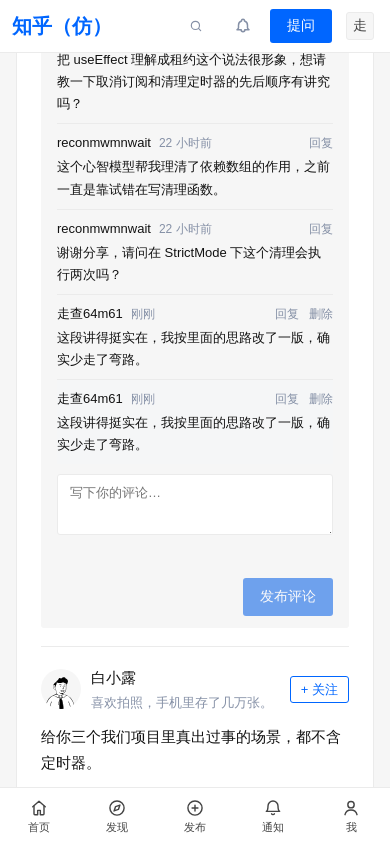 知乎（仿）
提问
走
把 useEffect 理解成租约这个说法很形象，想请
教一下取消订阅和清理定时器的先后顺序有讲究
吗？
reconmwmnwait 22 小时前 回复
这个心智模型帮我理清了依赖数组的作用，之前
一直是靠试错在写清理函数。
reconmwmnwait 22 小时前 回复
谢谢分享，请问在 StrictMode 下这个清理会执
行两次吗？
走查64m61 刚刚 回复 删除
这段讲得挺实在，我按里面的思路改了一版，确
实少走了弯路。
走查64m61 刚刚 回复 删除
这段讲得挺实在，我按里面的思路改了一版，确
实少走了弯路。
写下你的评论…
发布评论
白小露
喜欢拍照，手机里存了几万张。
+ 关注
给你三个我们项目里真出过事的场景，都不含
定时器。
首页 发现 发布 通知 我